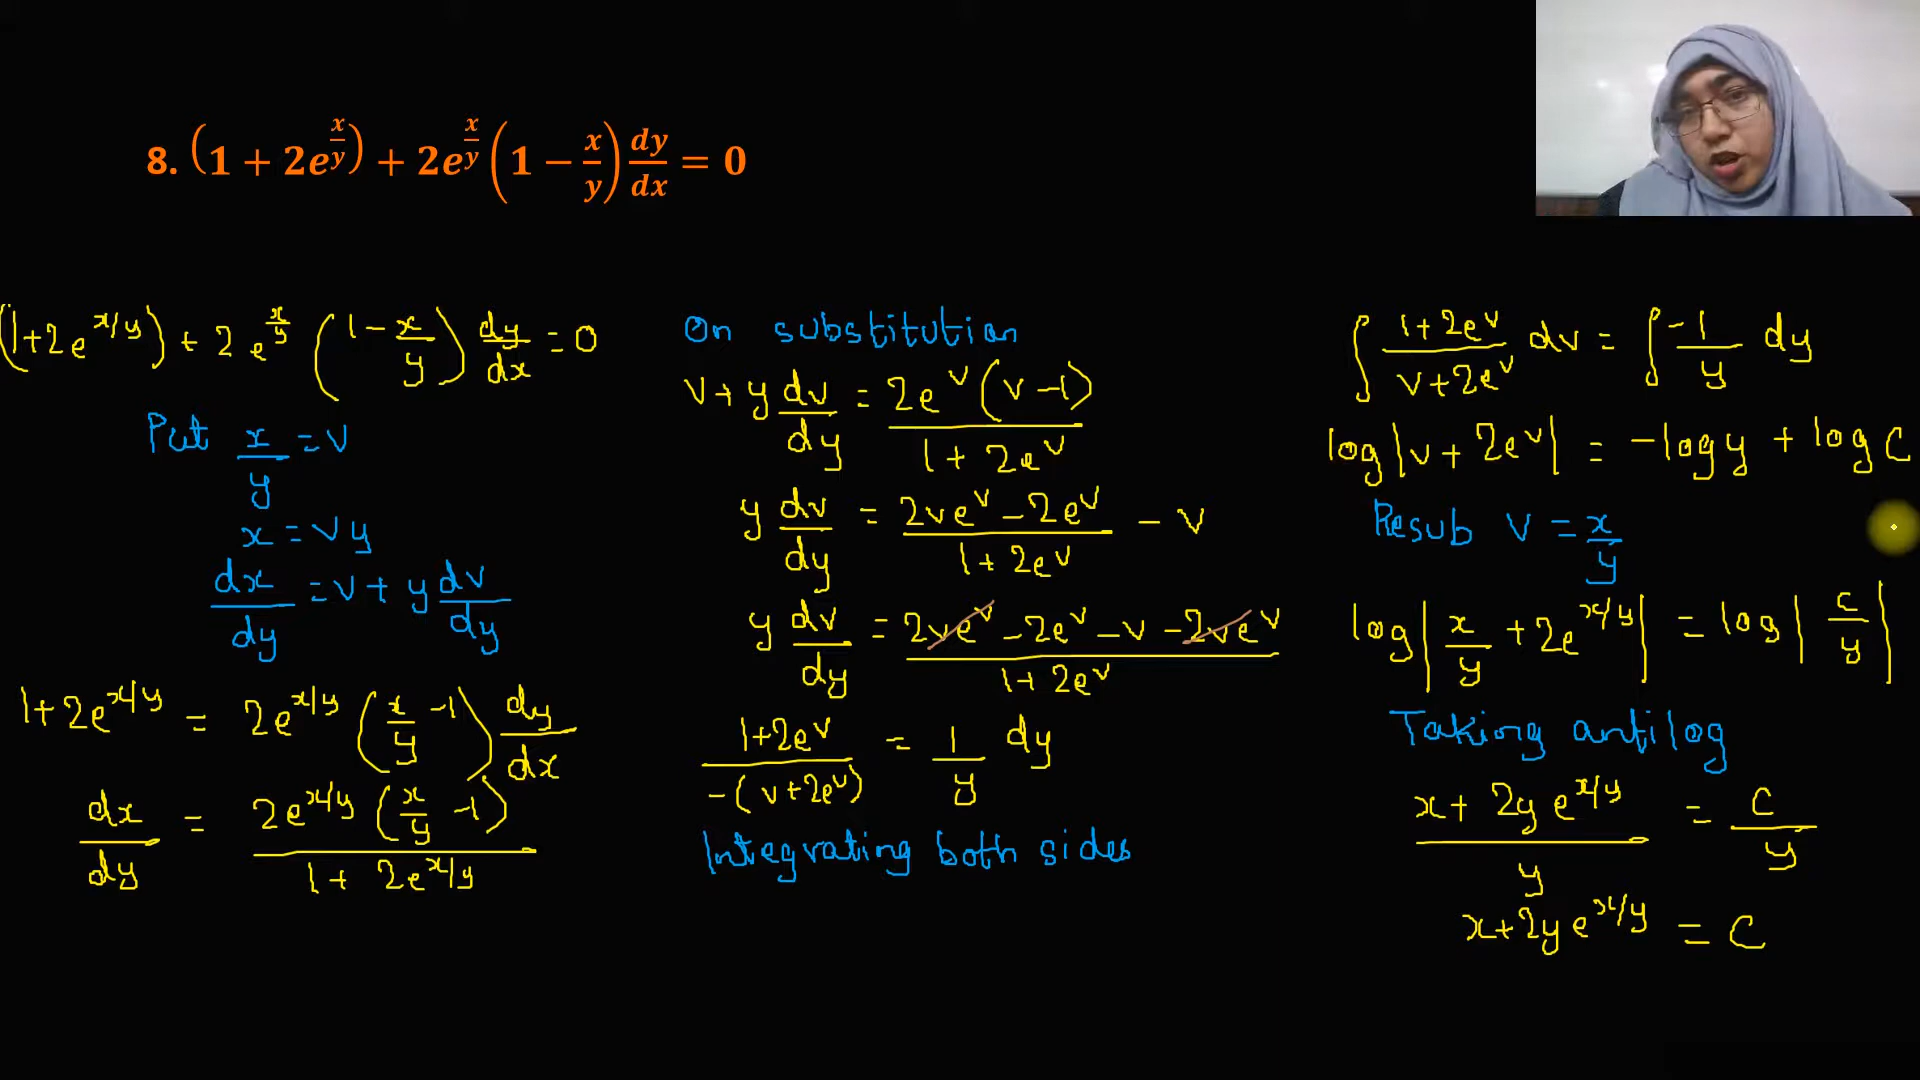 8. (1 + 2e^(x/y)) + 2e^(x/y) (1 − x/y) dy/dx = 0
(1+2e^(x/y)) + 2 e^(x/y) (1−x/y) dy/dx = 0
Put x/y = v
x = vy
dx/dy = v + y dv/dy
1+2e^(x/y) = 2e^(x/y) (x/y −1) dy/dx
dx/dy = 2e^(x/y) (x/y −1) / 1+ 2e^(x/y)
On substitution
v + y dv/dy = 2e^v (v −1) / 1 + 2e^v
y dv/dy = 2ve^v − 2e^v / 1+ 2e^v − v
y dv/dy = 2ve^v − 2e^v − v − 2ve^v / 1+ 2e^v
1+2e^v / −(v+2e^v) = 1/y dy
Integrating both sides
∫ 1+2e^v / v+2e^v dv = ∫ −1/y dy
log|v + 2e^v| = −log y + log C
Resub v = x/y
log|x/y + 2e^(x/y)| = log|c/y|
Taking antilog
x + 2y e^(x/y) / y = C/y
x+2y e^(x/y) = C